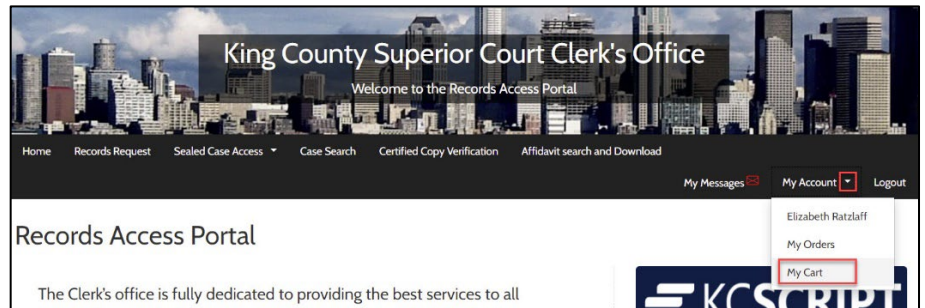 King County Superior Court Clerk's Office
Welcome to the Records Access Portal
Home Records Request Sealed Case Access Case Search Certified Copy Verification Affidavit search and Download
My Messages My Account Logout
Elizabeth Ratzlaff
My Orders
My Cart
Records Access Portal
The Clerk's office is fully dedicated to providing the best services to all
KCSCRIPT